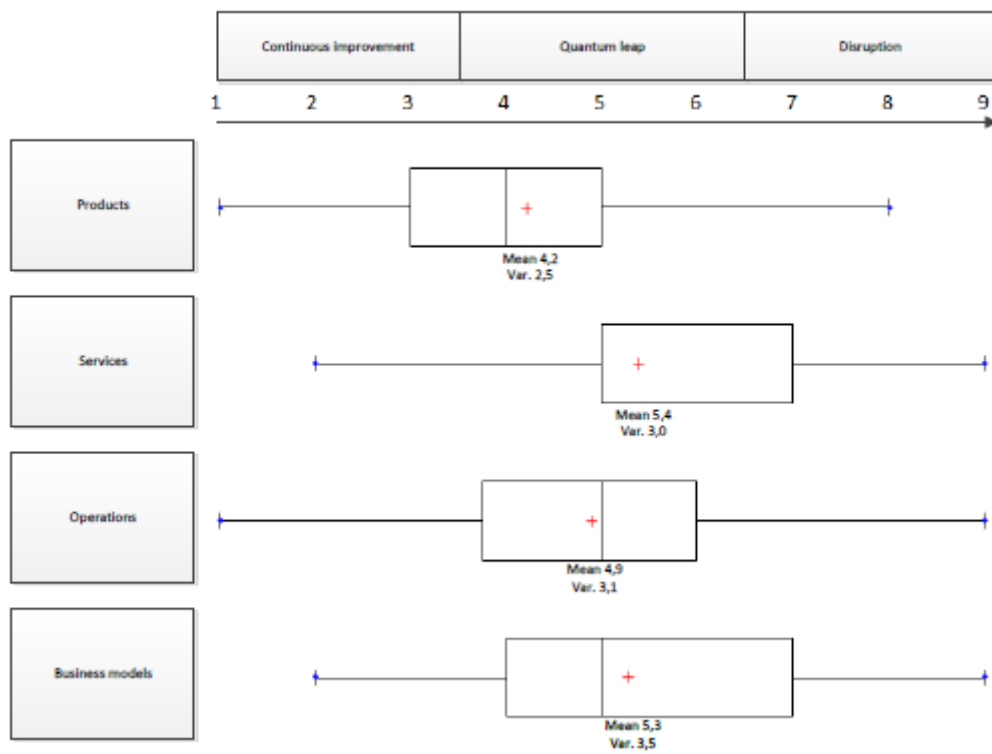 Continuous improvement Quantum leap Disruption
1 2 3 4 5 6 7 8 9
Products
Mean 4,2
Var. 2,5
Services
Mean 5,4
Var. 3,0
Operations
Mean 4,9
Var. 3,1
Business models
Mean 5,3
Var. 3,5